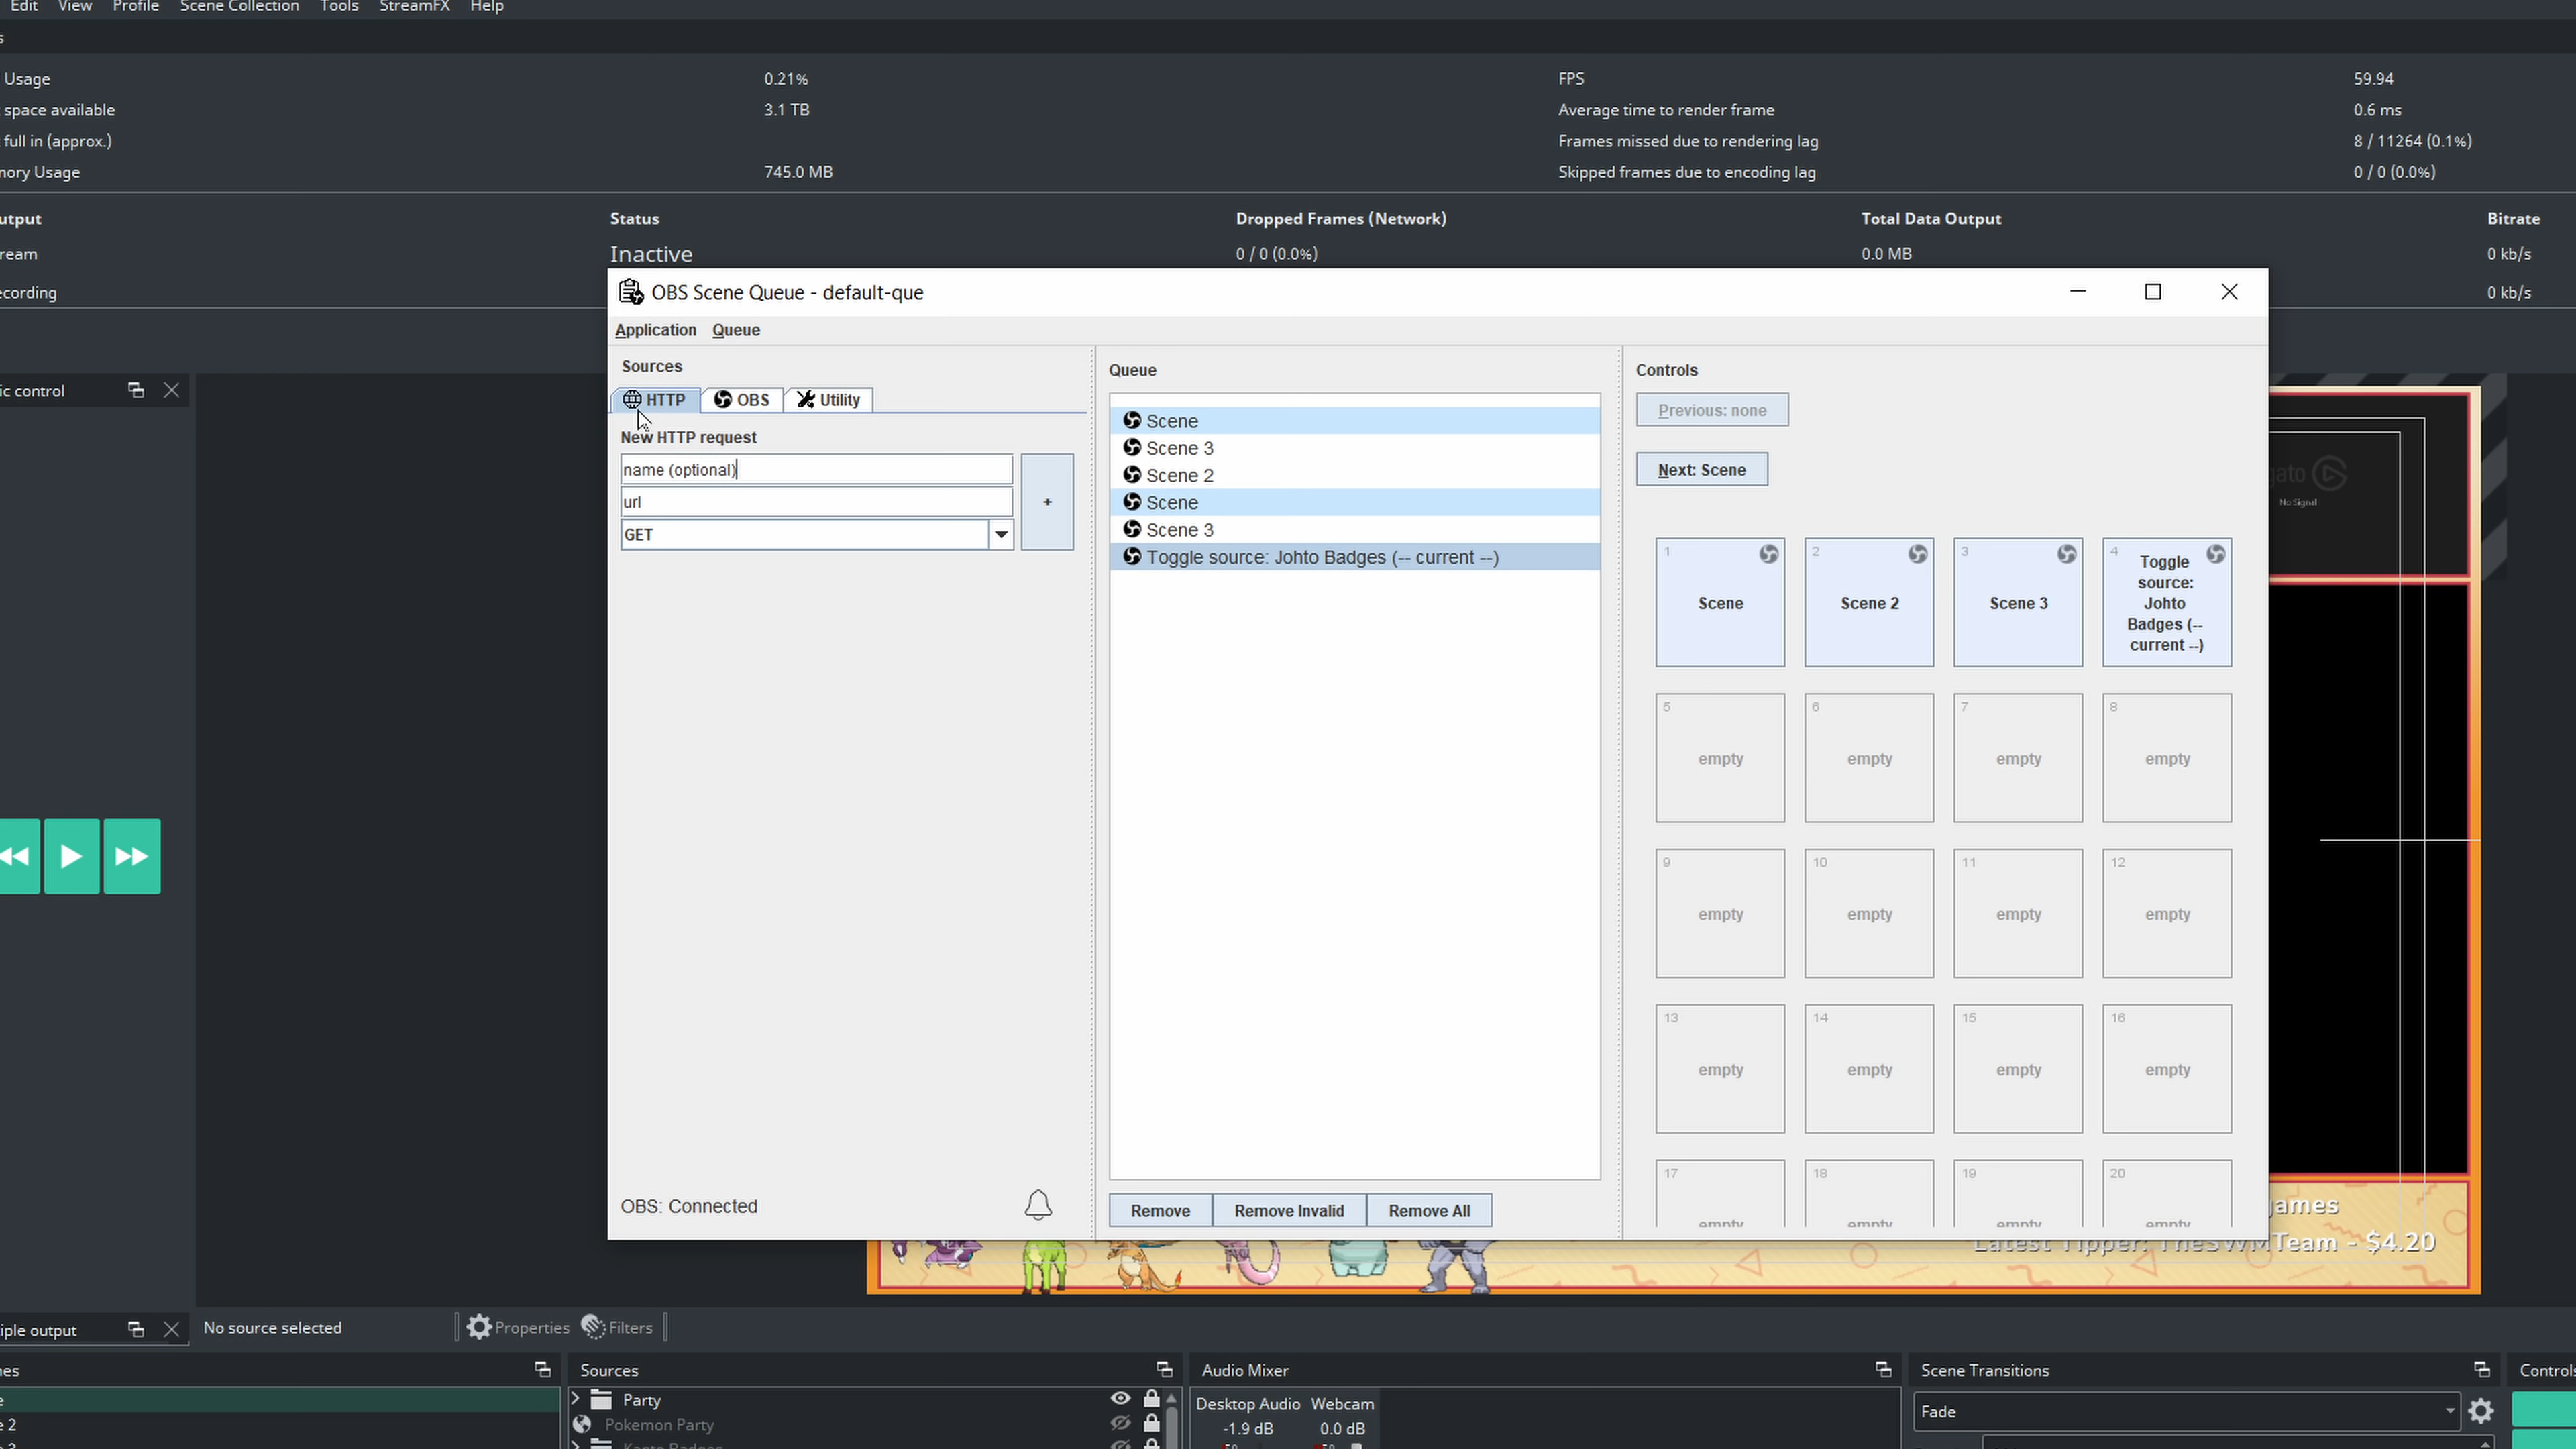 Edit View Profile Scene Collection Tools StreamFX Help
s
Usage 0.21% FPS 59.94
space available 3.1 TB Average time to render frame 0.6 ms
full in (approx.) Frames missed due to rendering lag 8 / 11264 (0.1%)
nory Usage 745.0 MB Skipped frames due to encoding lag 0 / 0 (0.0%)
utput Status Dropped Frames (Network) Total Data Output Bitrate
ream Inactive 0 / 0 (0.0%) 0.0 MB 0 kb/s
ecording 0 kb/s
OBS Scene Queue - default-que
Application Queue
Sources
HTTP OBS Utility
New HTTP request
name (optional)
url
GET
+
OBS: Connected
Queue
Scene
Scene 3
Scene 2
Scene
Scene 3
Toggle source: Johto Badges (-- current --)
Remove Remove Invalid Remove All
Controls
Previous: none
Next: Scene
1 Scene
2 Scene 2
3 Scene 3
4 Toggle
source:
Johto
Badges (--
current --)
5 empty
6 empty
7 empty
8 empty
9 empty
10 empty
11 empty
12 empty
13 empty
14 empty
15 empty
16 empty
17 empty
18 empty
19 empty
20 empty
ic control
gato
No Signal
games
Latest Tipper: TheSWMTeam - $4.20
iple output
No source selected Properties Filters
nes
e
e 2
Sources
Party
Pokemon Party
Kanto Badges
Audio Mixer
Desktop Audio Webcam
-1.9 dB 0.0 dB
Scene Transitions
Fade
Controls